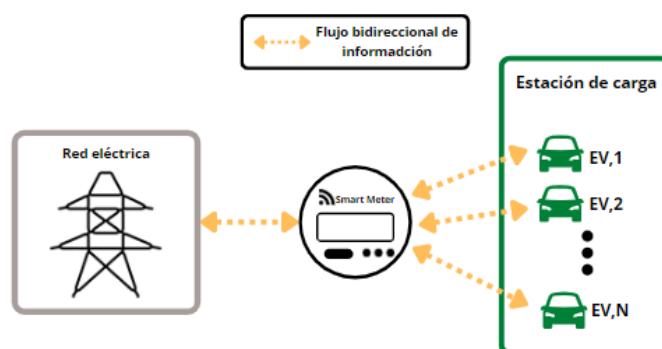 Flujo bidireccional de
informadción
Estación de carga
Red eléctrica
Smart Meter
EV,1
EV,2
EV,N